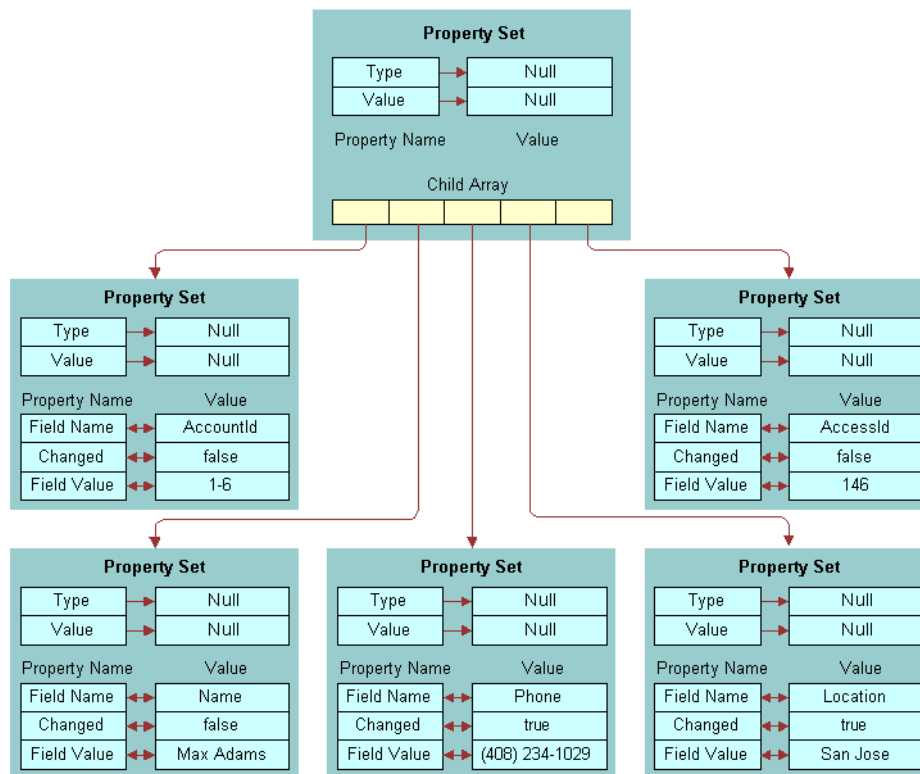 Property Set
Type Null
Value Null
Property Name Value
Child Array
Property Set
Type Null
Value Null
Property Name Value
Field Name AccountId
Changed false
Field Value 1-6
Property Set
Type Null
Value Null
Property Name Value
Field Name AccessId
Changed false
Field Value 146
Property Set
Type Null
Value Null
Property Name Value
Field Name Name
Changed false
Field Value Max Adams
Property Set
Type Null
Value Null
Property Name Value
Field Name Phone
Changed true
Field Value (408) 234-1029
Property Set
Type Null
Value Null
Property Name Value
Field Name Location
Changed true
Field Value San Jose